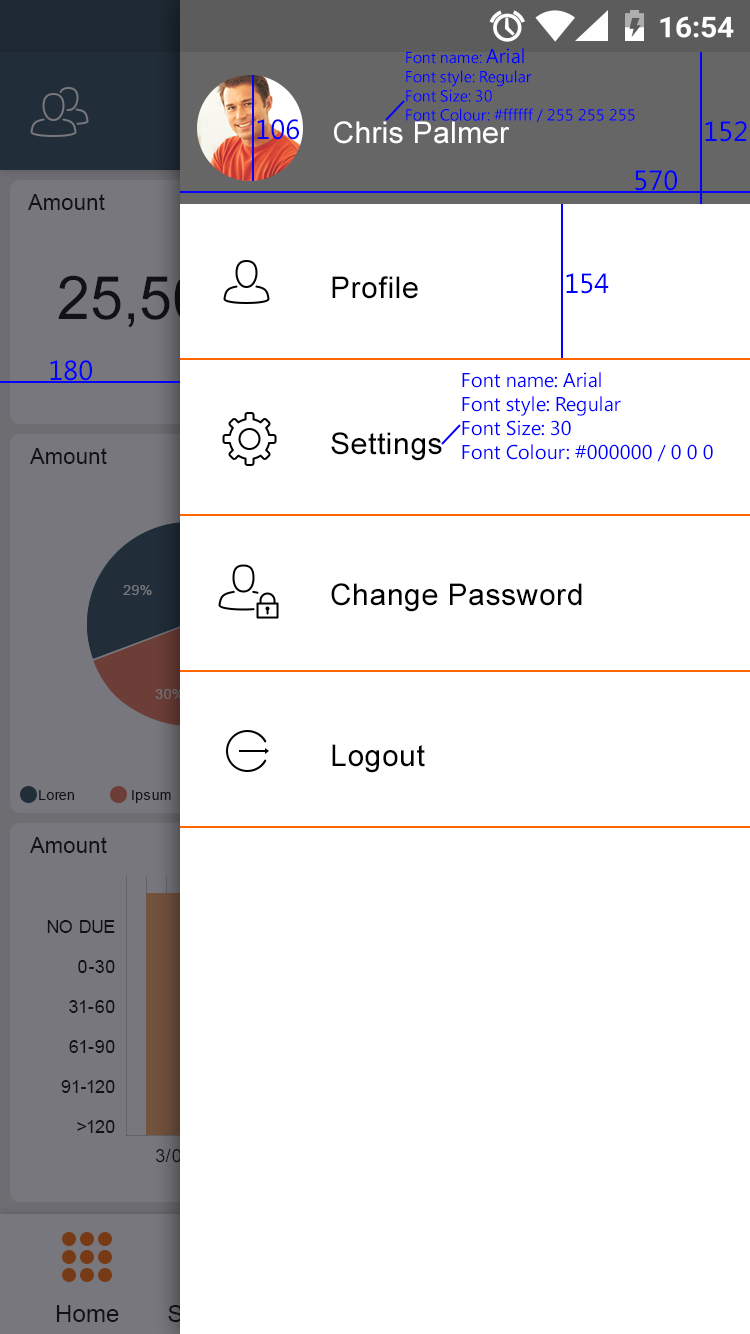 16:54
Font name: Arial
Font style: Regular
Font Size: 30
Font Colour: #ffffff / 255 255 255
106
Chris Palmer
152
570
Amount
25,50
180
Profile
154
Font name: Arial
Font style: Regular
Font Size: 30
Font Colour: #000000 / 0 0 0
Settings
Amount
29%
30%
Loren
Ipsum
Change Password
Logout
Amount
NO DUE
0-30
31-60
61-90
91-120
>120
3/0
Home
S